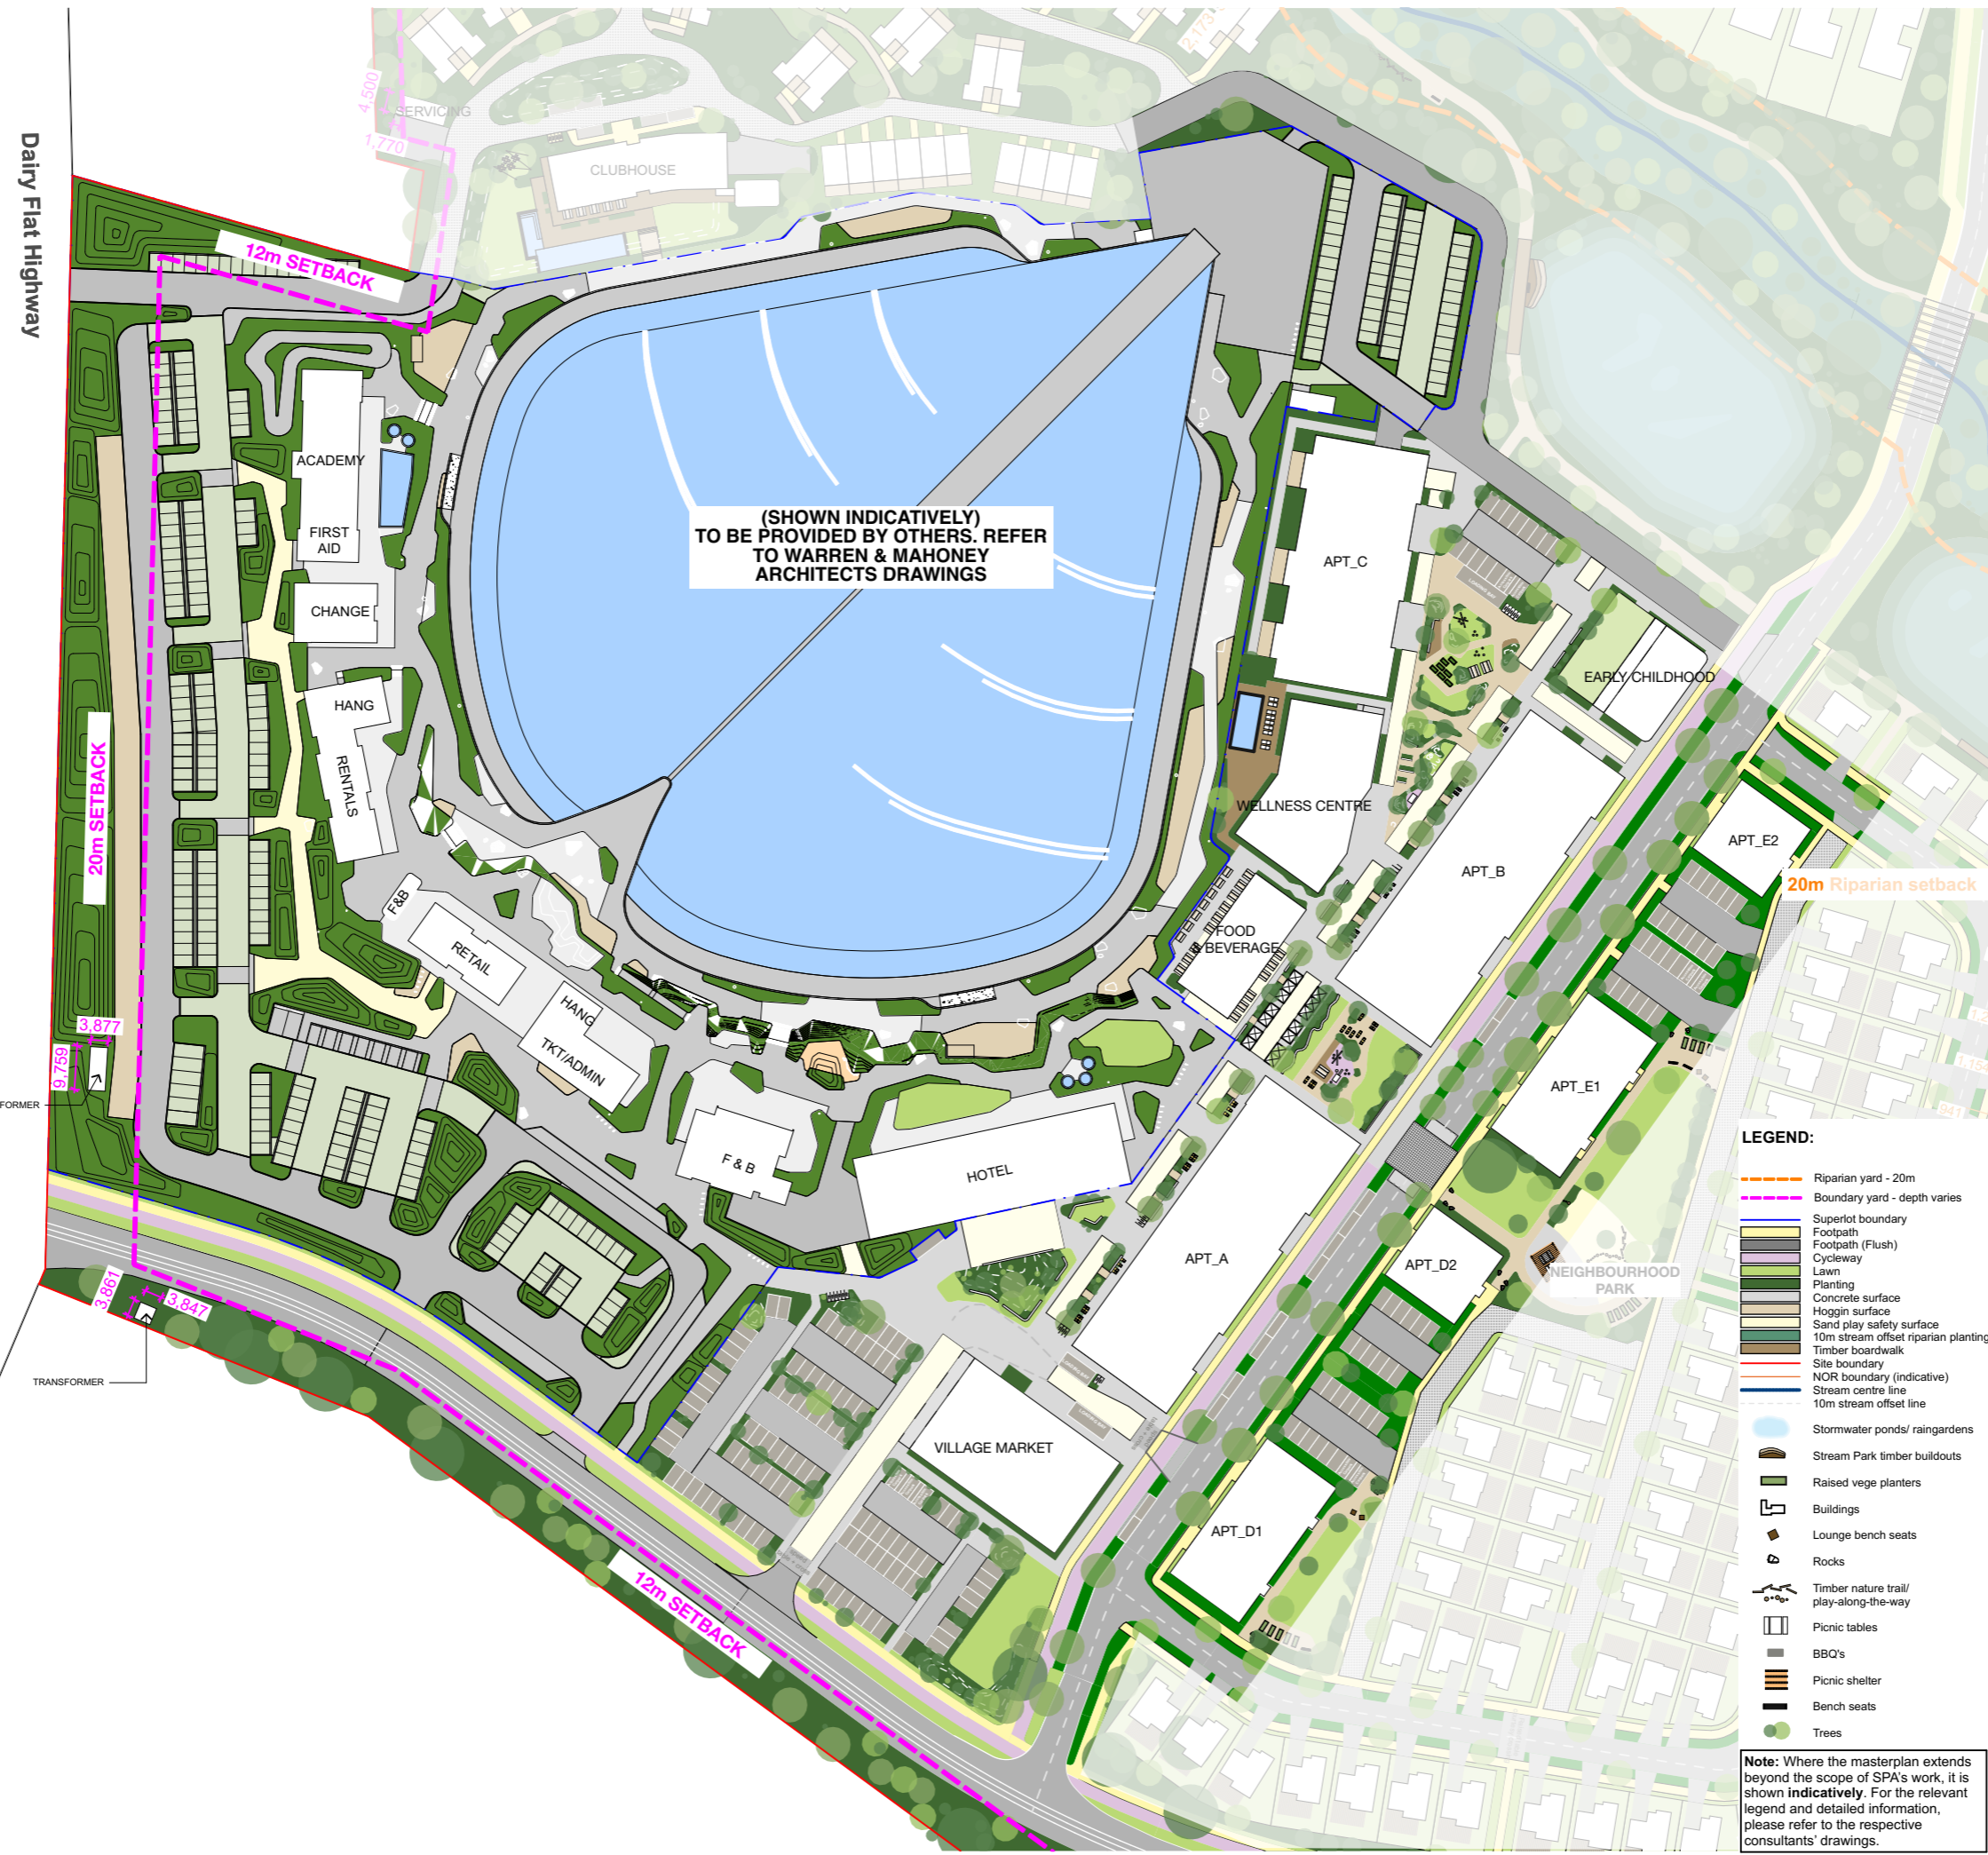 Dairy Flat Highway
4,500
SERVICING
1,770
CLUBHOUSE
2,173
12m SETBACK
ACADEMY
FIRST
AID
CHANGE
HANG
RENTALS
20m SETBACK
(SHOWN INDICATIVELY)
TO BE PROVIDED BY OTHERS. REFER
TO WARREN & MAHONEY
ARCHITECTS DRAWINGS
APT_C
EARLY CHILDHOOD
WELLNESS CENTRE
APT_B
APT_E2
20m Riparian setback
F&B
RETAIL
FOOD
BEVERAGE
HANG
TKT/ADMIN
3,877
9,759
FORMER
F & B
HOTEL
APT_E1
APT_A
APT_D2
NEIGHBOURHOOD
PARK
3,861
3,847
TRANSFORMER
VILLAGE MARKET
APT_D1
12m SETBACK
LEGEND:
Riparian yard - 20m
Boundary yard - depth varies
Superlot boundary
Footpath
Footpath (Flush)
Cycleway
Lawn
Planting
Concrete surface
Hoggin surface
Sand play safety surface
10m stream offset riparian planting
Timber boardwalk
Site boundary
NOR boundary (indicative)
Stream centre line
10m stream offset line
Stormwater ponds/ raingardens
Stream Park timber buildouts
Raised vege planters
Buildings
Lounge bench seats
Rocks
Timber nature trail/
play-along-the-way
Picnic tables
BBQ's
Picnic shelter
Bench seats
Trees
Note: Where the masterplan extends
beyond the scope of SPA's work, it is
shown indicatively. For the relevant
legend and detailed information,
please refer to the respective
consultants' drawings.